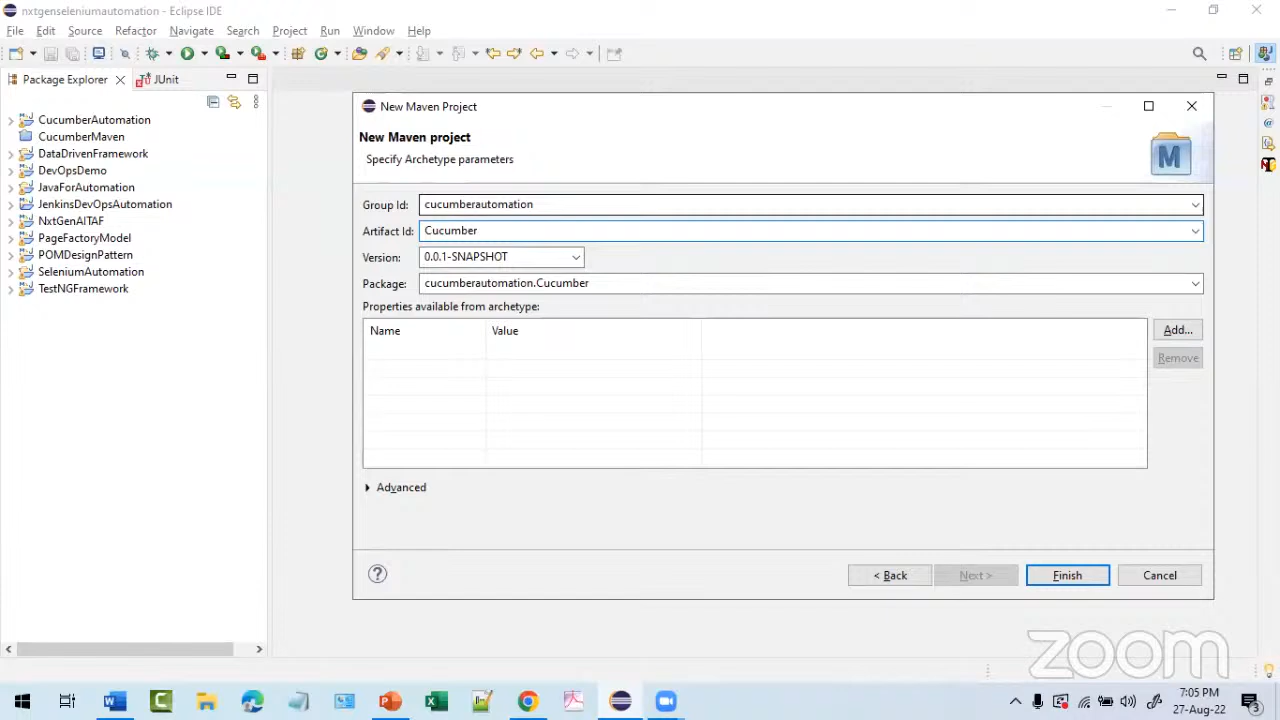 nxtgenseleniumautomation - Eclipse IDE
File Edit Source Refactor Navigate Search Project Run Window Help
Package Explorer JUnit
CucumberAutomation
CucumberMaven
DataDrivenFramework
DevOpsDemo
JavaForAutomation
JenkinsDevOpsAutomation
NxtGenAITAF
PageFactoryModel
POMDesignPattern
SeleniumAutomation
TestNGFramework
New Maven Project
New Maven project
Specify Archetype parameters
M
Group Id: cucumberautomation
Artifact Id: Cucumber
Version: 0.0.1-SNAPSHOT
Package: cucumberautomation.Cucumber
Properties available from archetype:
Name Value
Add...
Remove
Advanced
? < Back Next > Finish Cancel
zoom
7:05 PM
27-Aug-22
3